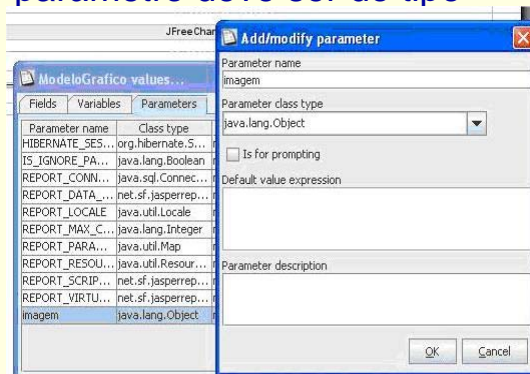 parâmetro deve ser do tipo
JFreeChar
ModeloGrafico values...
Fields Variables Parameters
Parameter name Class type
HIBERNATE_SES... org.hibernate.S...
IS_IGNORE_PA... java.lang.Boolean
REPORT_CONN... java.sql.Connec...
REPORT_DATA_... net.sf.jasperrep...
REPORT_LOCALE java.util.Locale
REPORT_MAX_C... java.lang.Integer
REPORT_PARA... java.util.Map
REPORT_RESOU... java.util.Resour...
REPORT_SCRIP... net.sf.jasperrep...
REPORT_VIRTU... net.sf.jasperrep...
imagem java.lang.Object
Add/modify parameter
Parameter name
imagem
Parameter class type
java.lang.Object
Is for prompting
Default value expression
Parameter description
OK Cancel